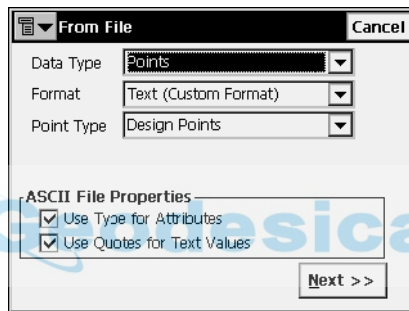 From File Cancel
Data Type Points
Format Text (Custom Format)
Point Type Design Points
ASCII File Properties
Use Type for Attributes
Use Quotes for Text Values
Geodesical
Next >>